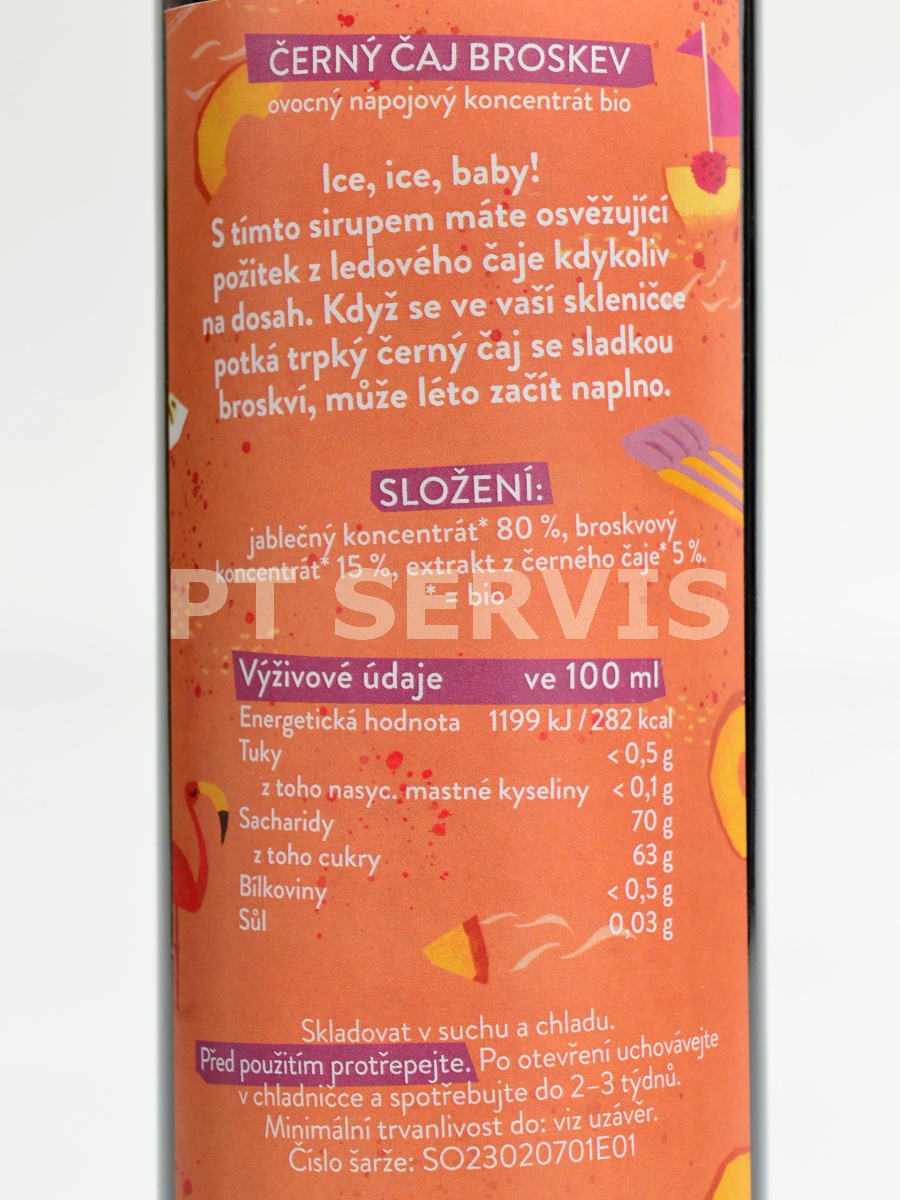 ČERNÝ ČAJ BROSKEV
ovocný nápojový koncentrát bio
Ice, ice, baby!
S tímto sirupem máte osvěžující
požitek z ledového čaje kdykoliv
na dosah. Když se ve vaší skleničce
potká trpký černý čaj se sladkou
broskví, může léto začít naplno.
SLOŽENÍ:
jablečný koncentrát* 80 %, broskvový
koncentrát* 15 %, extrakt z černého čaje* 5 %.
* = bio
PT SERVIS
Výživové údaje ve 100 ml
Energetická hodnota 1199 kJ / 282 kcal
Tuky < 0,5 g
z toho nasyc. mastné kyseliny < 0,1 g
Sacharidy 70 g
z toho cukry 63 g
Bílkoviny < 0,5 g
Sůl 0,03 g
Skladovat v suchu a chladu.
Před použitím protřepejte. Po otevření uchovávejte
v chladničce a spotřebujte do 2–3 týdnů.
Minimální trvanlivost do: viz uzávěr.
Číslo šarže: SO23020701E01